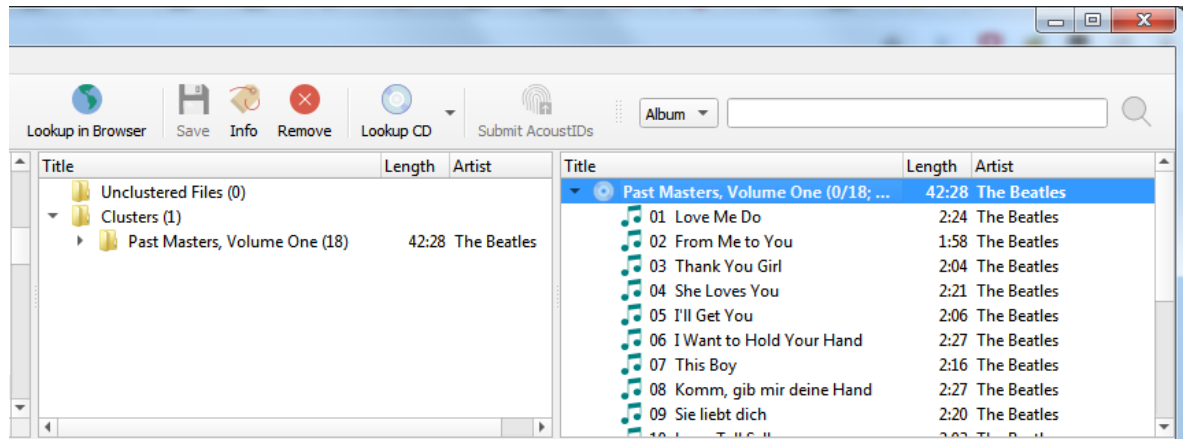 Lookup in Browser Save Info Remove Lookup CD Submit AcoustIDs Album
Title Length Artist
Unclustered Files (0)
Clusters (1)
Past Masters, Volume One (18) 42:28 The Beatles
Title Length Artist
Past Masters, Volume One (0/18; ... 42:28 The Beatles
01 Love Me Do 2:24 The Beatles
02 From Me to You 1:58 The Beatles
03 Thank You Girl 2:04 The Beatles
04 She Loves You 2:21 The Beatles
05 I'll Get You 2:06 The Beatles
06 I Want to Hold Your Hand 2:27 The Beatles
07 This Boy 2:16 The Beatles
08 Komm, gib mir deine Hand 2:27 The Beatles
09 Sie liebt dich 2:20 The Beatles